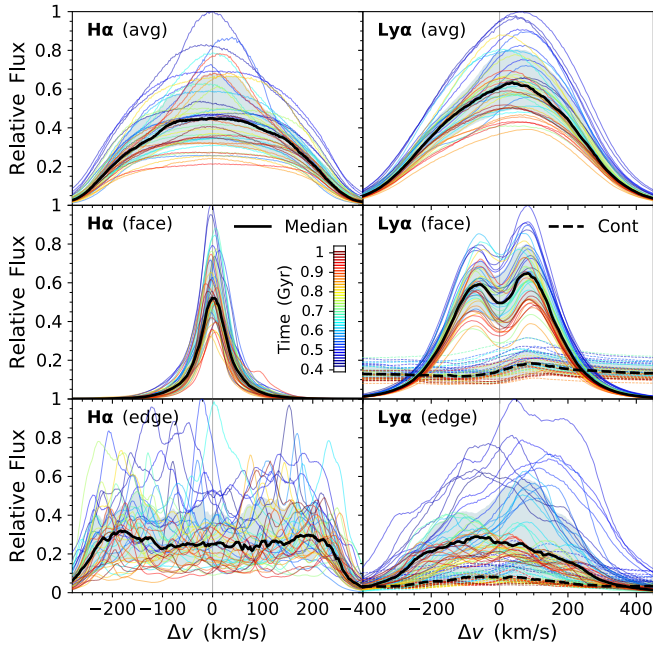 Hα (avg)
Lyα (avg)
Relative Flux
1
0.8
0.6
0.4
0.2
1
Hα (face)
Median
Lyα (face)
Cont
Relative Flux
0.8
0.6
0.4
0.2
1
Time (Gyr)
1
0.9
0.8
0.7
0.6
0.5
0.4
Hα (edge)
Lyα (edge)
Relative Flux
0.8
0.6
0.4
0.2
0
−200 −100 0 100 200 −400 −200 0 200 400
Δv (km/s)
Δv (km/s)